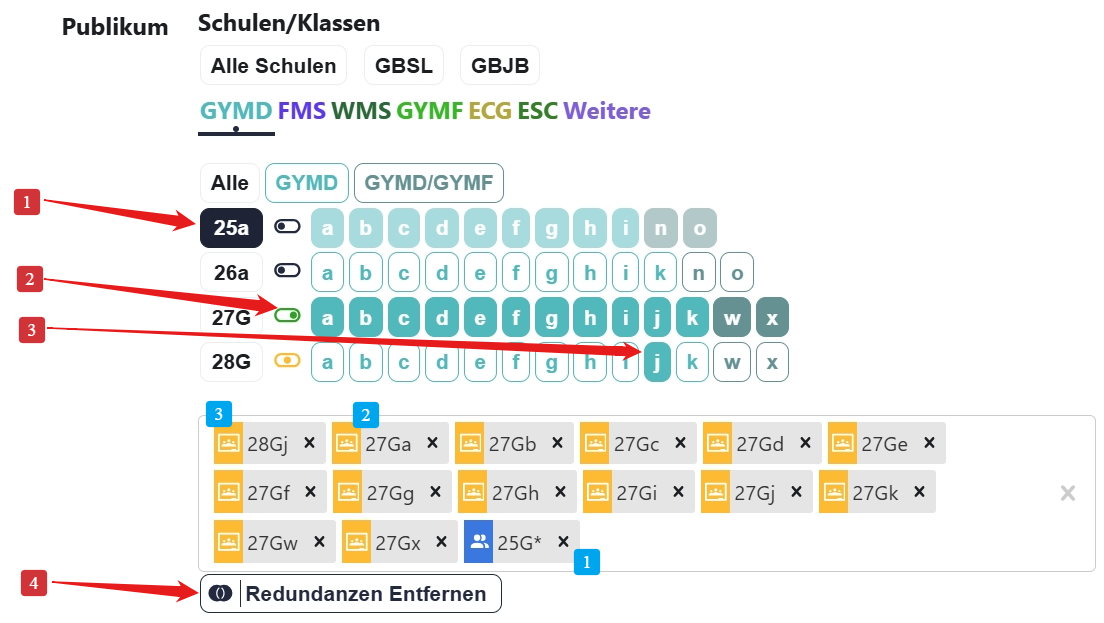 Publikum
Schulen/Klassen
Alle Schulen GBSL GBJB
GYMD FMS WMS GYMF ECG ESC Weitere
Alle GYMD GYMD/GYMF
1 25a a b c d e f g h i n o
26a a b c d e f g h i k n o
2 27G a b c d e f g h i j k w x
3 28G a b c d e f g h i j k w x
3 2
28Gj × 27Ga × 27Gb × 27Gc × 27Gd × 27Ge ×
27Gf × 27Gg × 27Gh × 27Gi × 27Gj × 27Gk × ×
27Gw × 27Gx × 25G* ×
1
4 Redundanzen Entfernen